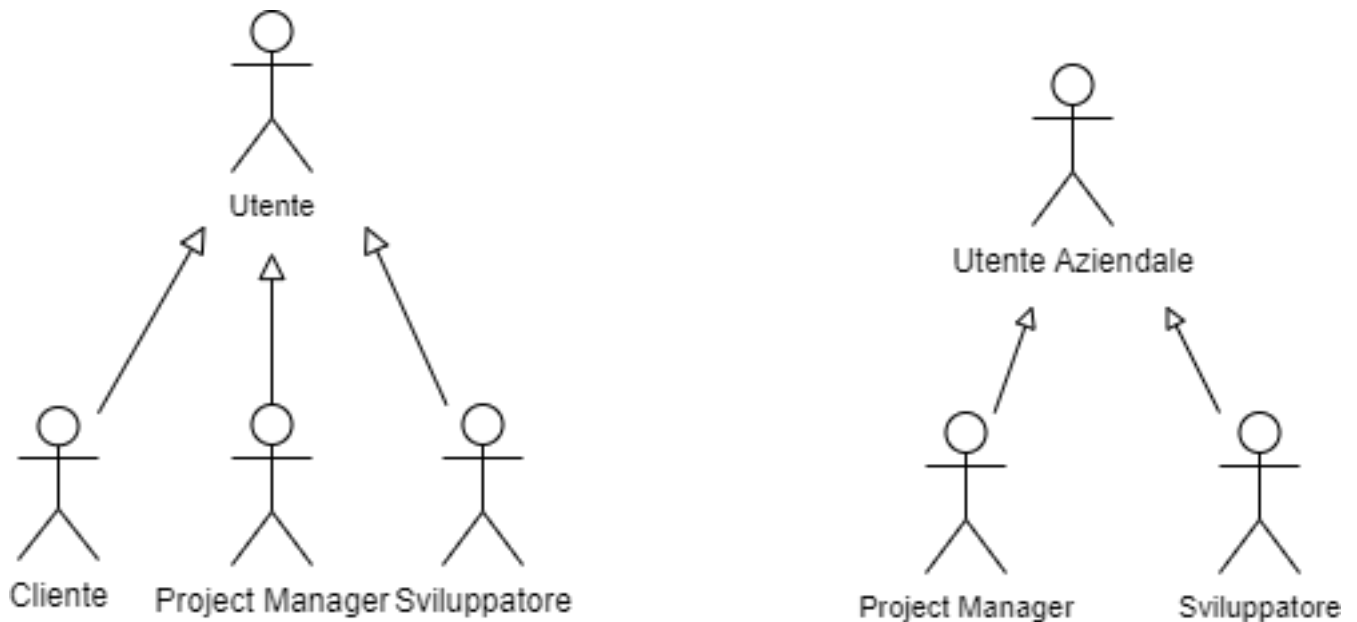 Utente
Utente Aziendale
Cliente
Project Manager
Sviluppatore
Project Manager
Sviluppatore